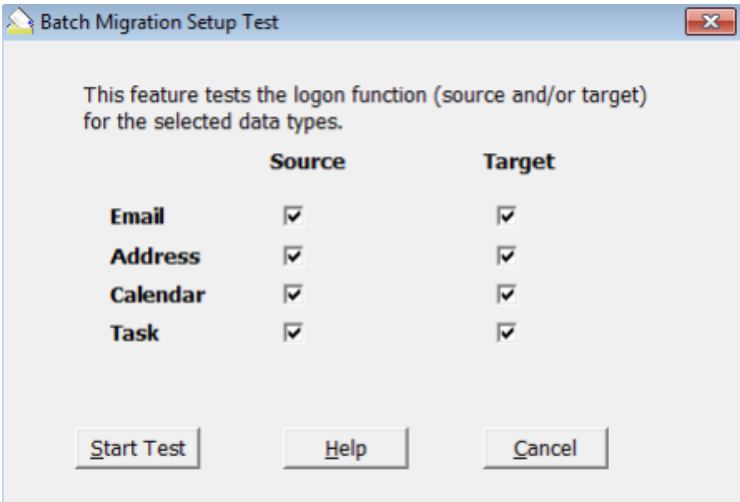 Batch Migration Setup Test
This feature tests the logon function (source and/or target)
for the selected data types.
Source Target
Email
Address
Calendar
Task
Start Test Help Cancel